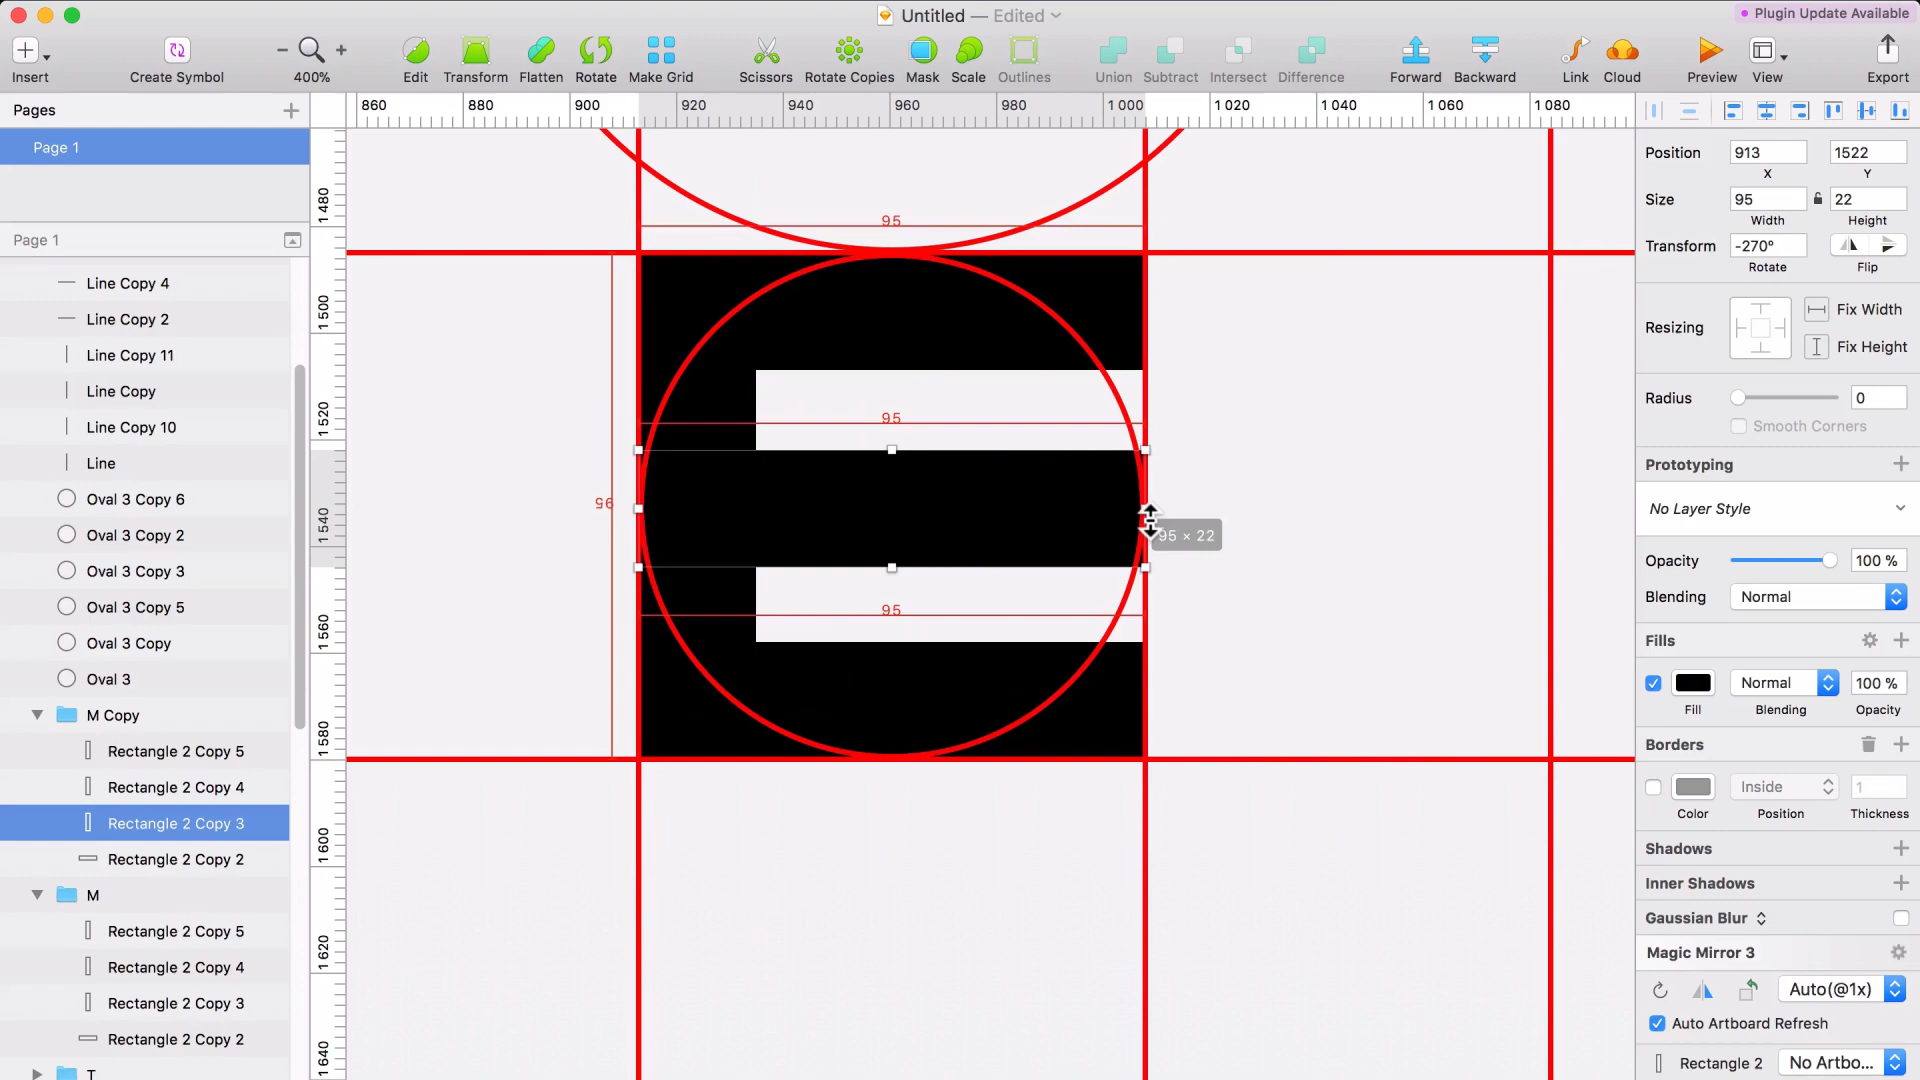 Untitled — Edited
Plugin Update Available
Insert
Create Symbol
400%
Edit
Transform
Flatten
Rotate
Make Grid
Scissors
Rotate Copies
Mask
Scale
Outlines
Union
Subtract
Intersect
Difference
Forward
Backward
Link
Cloud
Preview
View
Export
Pages
Page 1
Page 1
Line Copy 4
Line Copy 2
Line Copy 11
Line Copy
Line Copy 10
Line
Oval 3 Copy 6
Oval 3 Copy 2
Oval 3 Copy 3
Oval 3 Copy 5
Oval 3 Copy
Oval 3
M Copy
Rectangle 2 Copy 5
Rectangle 2 Copy 4
Rectangle 2 Copy 3
Rectangle 2 Copy 2
M
Rectangle 2 Copy 5
Rectangle 2 Copy 4
Rectangle 2 Copy 3
Rectangle 2 Copy 2
T
860 880 900 920 940 960 980 1 000 1 020 1 040 1 060 1 080
1 480
1 500
1 520
1 540
1 560
1 580
1 600
1 620
1 640
95
95
95
95
95 × 22
Position 913 1522
X Y
Size 95 22
Width Height
Transform -270°
Rotate Flip
Resizing
Fix Width
Fix Height
Radius 0
Smooth Corners
Prototyping
No Layer Style
Opacity 100 %
Blending Normal
Fills
Normal 100 %
Fill Blending Opacity
Borders
Inside 1
Color Position Thickness
Shadows
Inner Shadows
Gaussian Blur
Magic Mirror 3
Auto(@1x)
Auto Artboard Refresh
Rectangle 2 No Artbo...